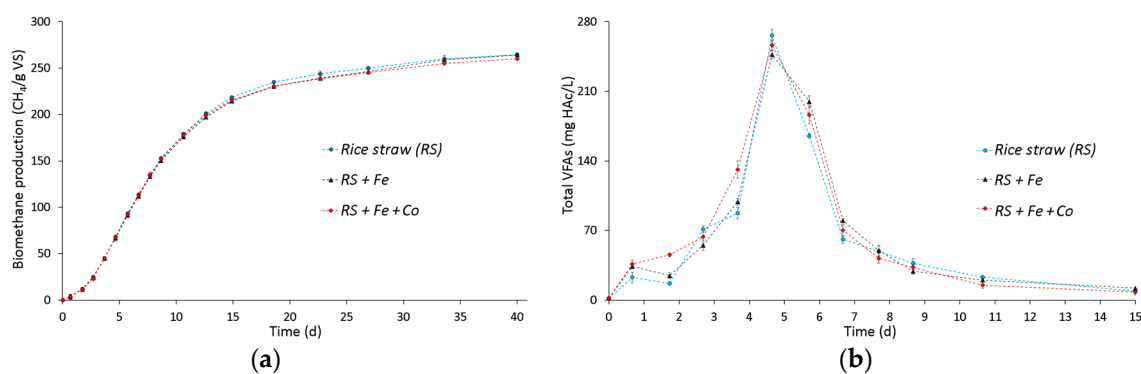 300
250
200
150
100
50
0
Biomethane production (CH4/g VS)
Rice straw (RS)
RS + Fe
RS + Fe + Co
0 5 10 15 20 25 30 35 40
Time (d)
(a)
280
210
140
70
0
Total VFAs (mg HAc/L)
Rice straw (RS)
RS + Fe
RS + Fe + Co
0 1 2 3 4 5 6 7 8 9 10 11 12 13 14 15
Time (d)
(b)